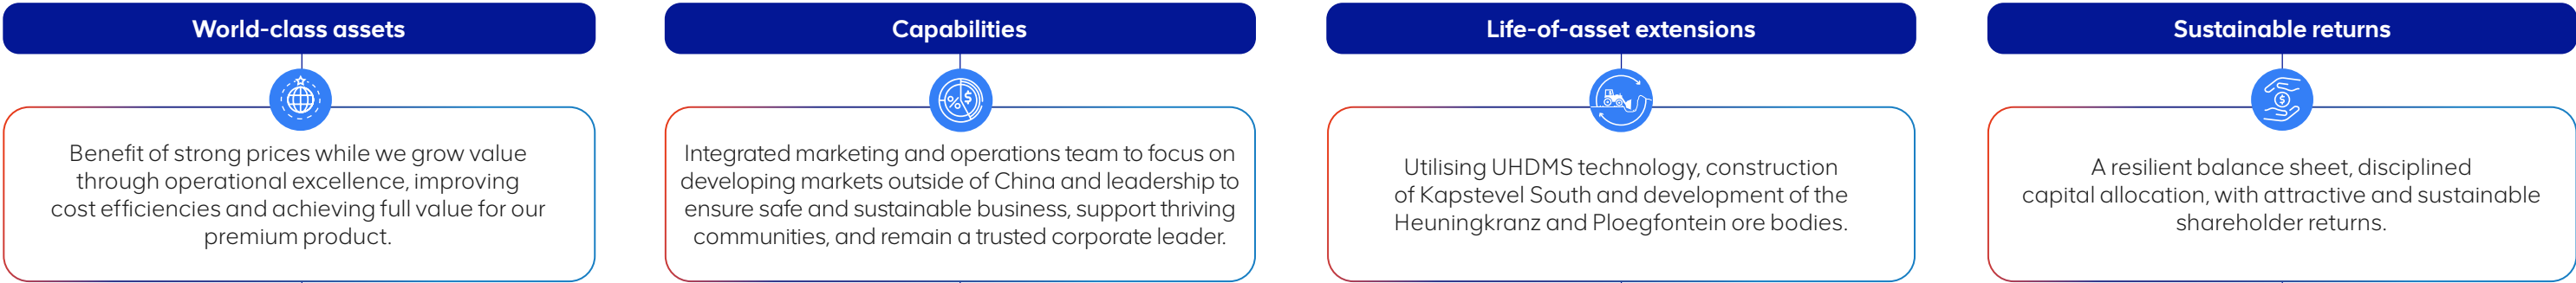 World-class assets
Benefit of strong prices while we grow value
through operational excellence, improving
cost efficiencies and achieving full value for our
premium product.
Capabilities
% $
Integrated marketing and operations team to focus on
developing markets outside of China and leadership to
ensure safe and sustainable business, support thriving
communities, and remain a trusted corporate leader.
Life-of-asset extensions
Utilising UHDMS technology, construction
of Kapstevel South and development of the
Heuningkranz and Ploegfontein ore bodies.
Sustainable returns
$
A resilient balance sheet, disciplined
capital allocation, with attractive and sustainable
shareholder returns.